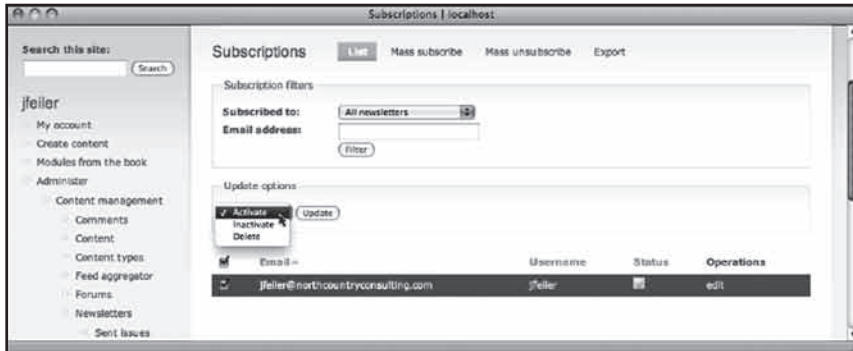 Subscriptions | localhost
Search this site:
Search
jfeiler
My account
Create content
Modules from the book
Administer
Content management
Comments
Content
Content types
Feed aggregator
Forums
Newsletters
Sent issues
Subscriptions List Mass subscribe Mass unsubscribe Export
Subscription filters
Subscribed to: All newsletters
Email address:
Filter
Update options
Activate Update
Inactivate
Delete
Email Username Status Operations
jfeiler@northcountryconsulting.com jfeiler edit